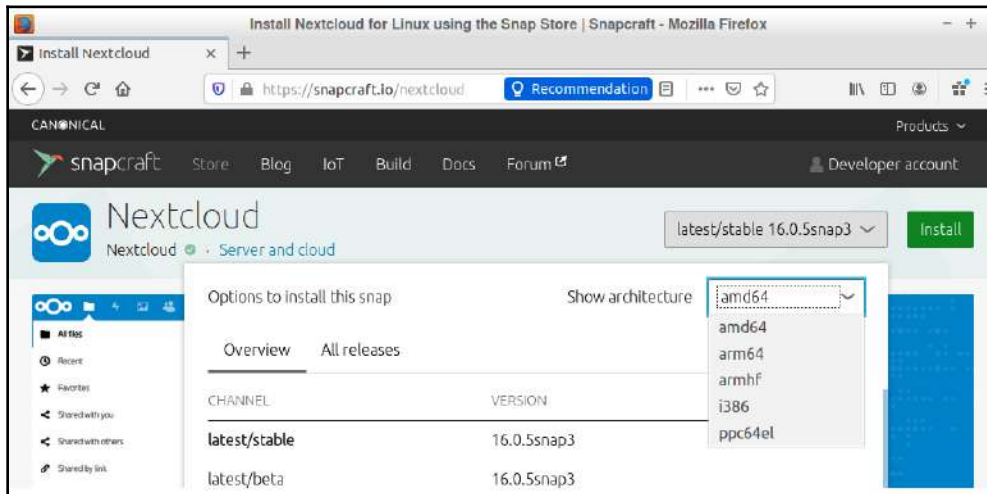 Install Nextcloud for Linux using the Snap Store | Snapcraft - Mozilla Firefox
Install Nextcloud
https://snapcraft.io/nextcloud Recommendation
CANONICAL Products
snapcraft Store Blog IoT Build Docs Forum Developer account
Nextcloud
Nextcloud · Server and cloud
latest/stable 16.0.5snap3 Install
Options to install this snap Show architecture amd64
amd64
arm64
armhf
i386
ppc64el
Overview All releases
CHANNEL VERSION
latest/stable 16.0.5snap3
latest/beta 16.0.5snap3
All files
Recent
Favorites
Shared with you
Shared with others
Shared by link